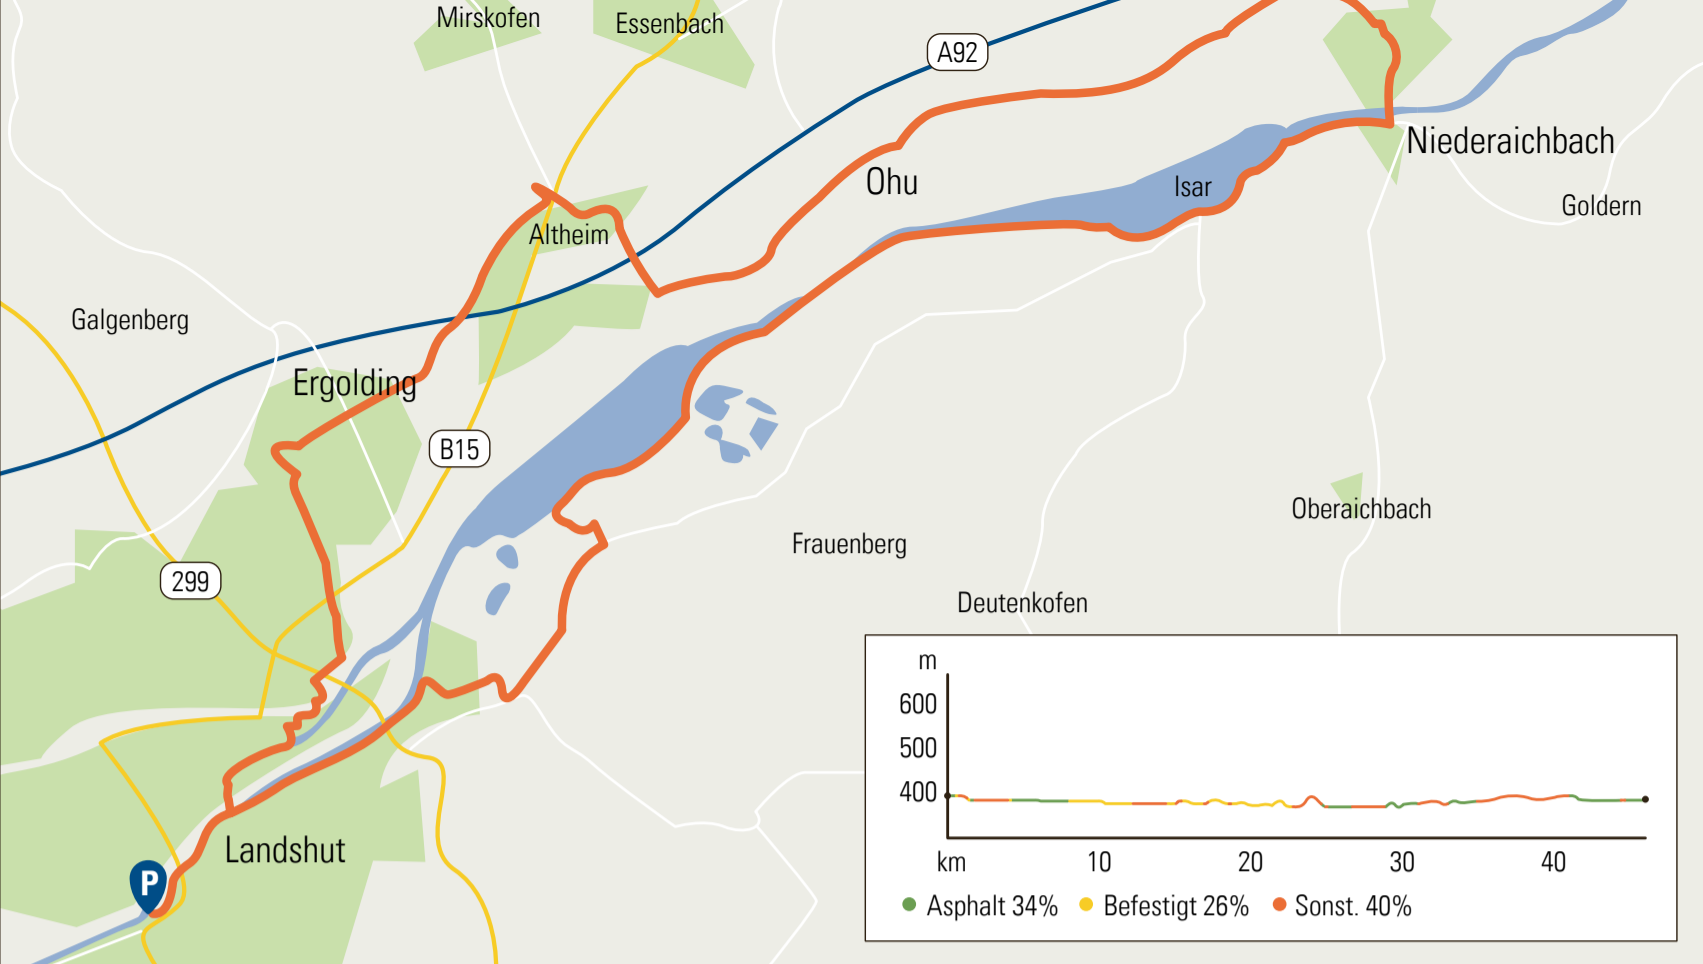 Mirskofen
Essenbach
A92
Niederaichbach
Ohu
Isar
Goldern
Altheim
Galgenberg
Ergolding
B15
Oberaichbach
Frauenberg
299
Deutenkofen
Landshut
P
m
600
500
400
km 10 20 30 40
Asphalt 34% Befestigt 26% Sonst. 40%